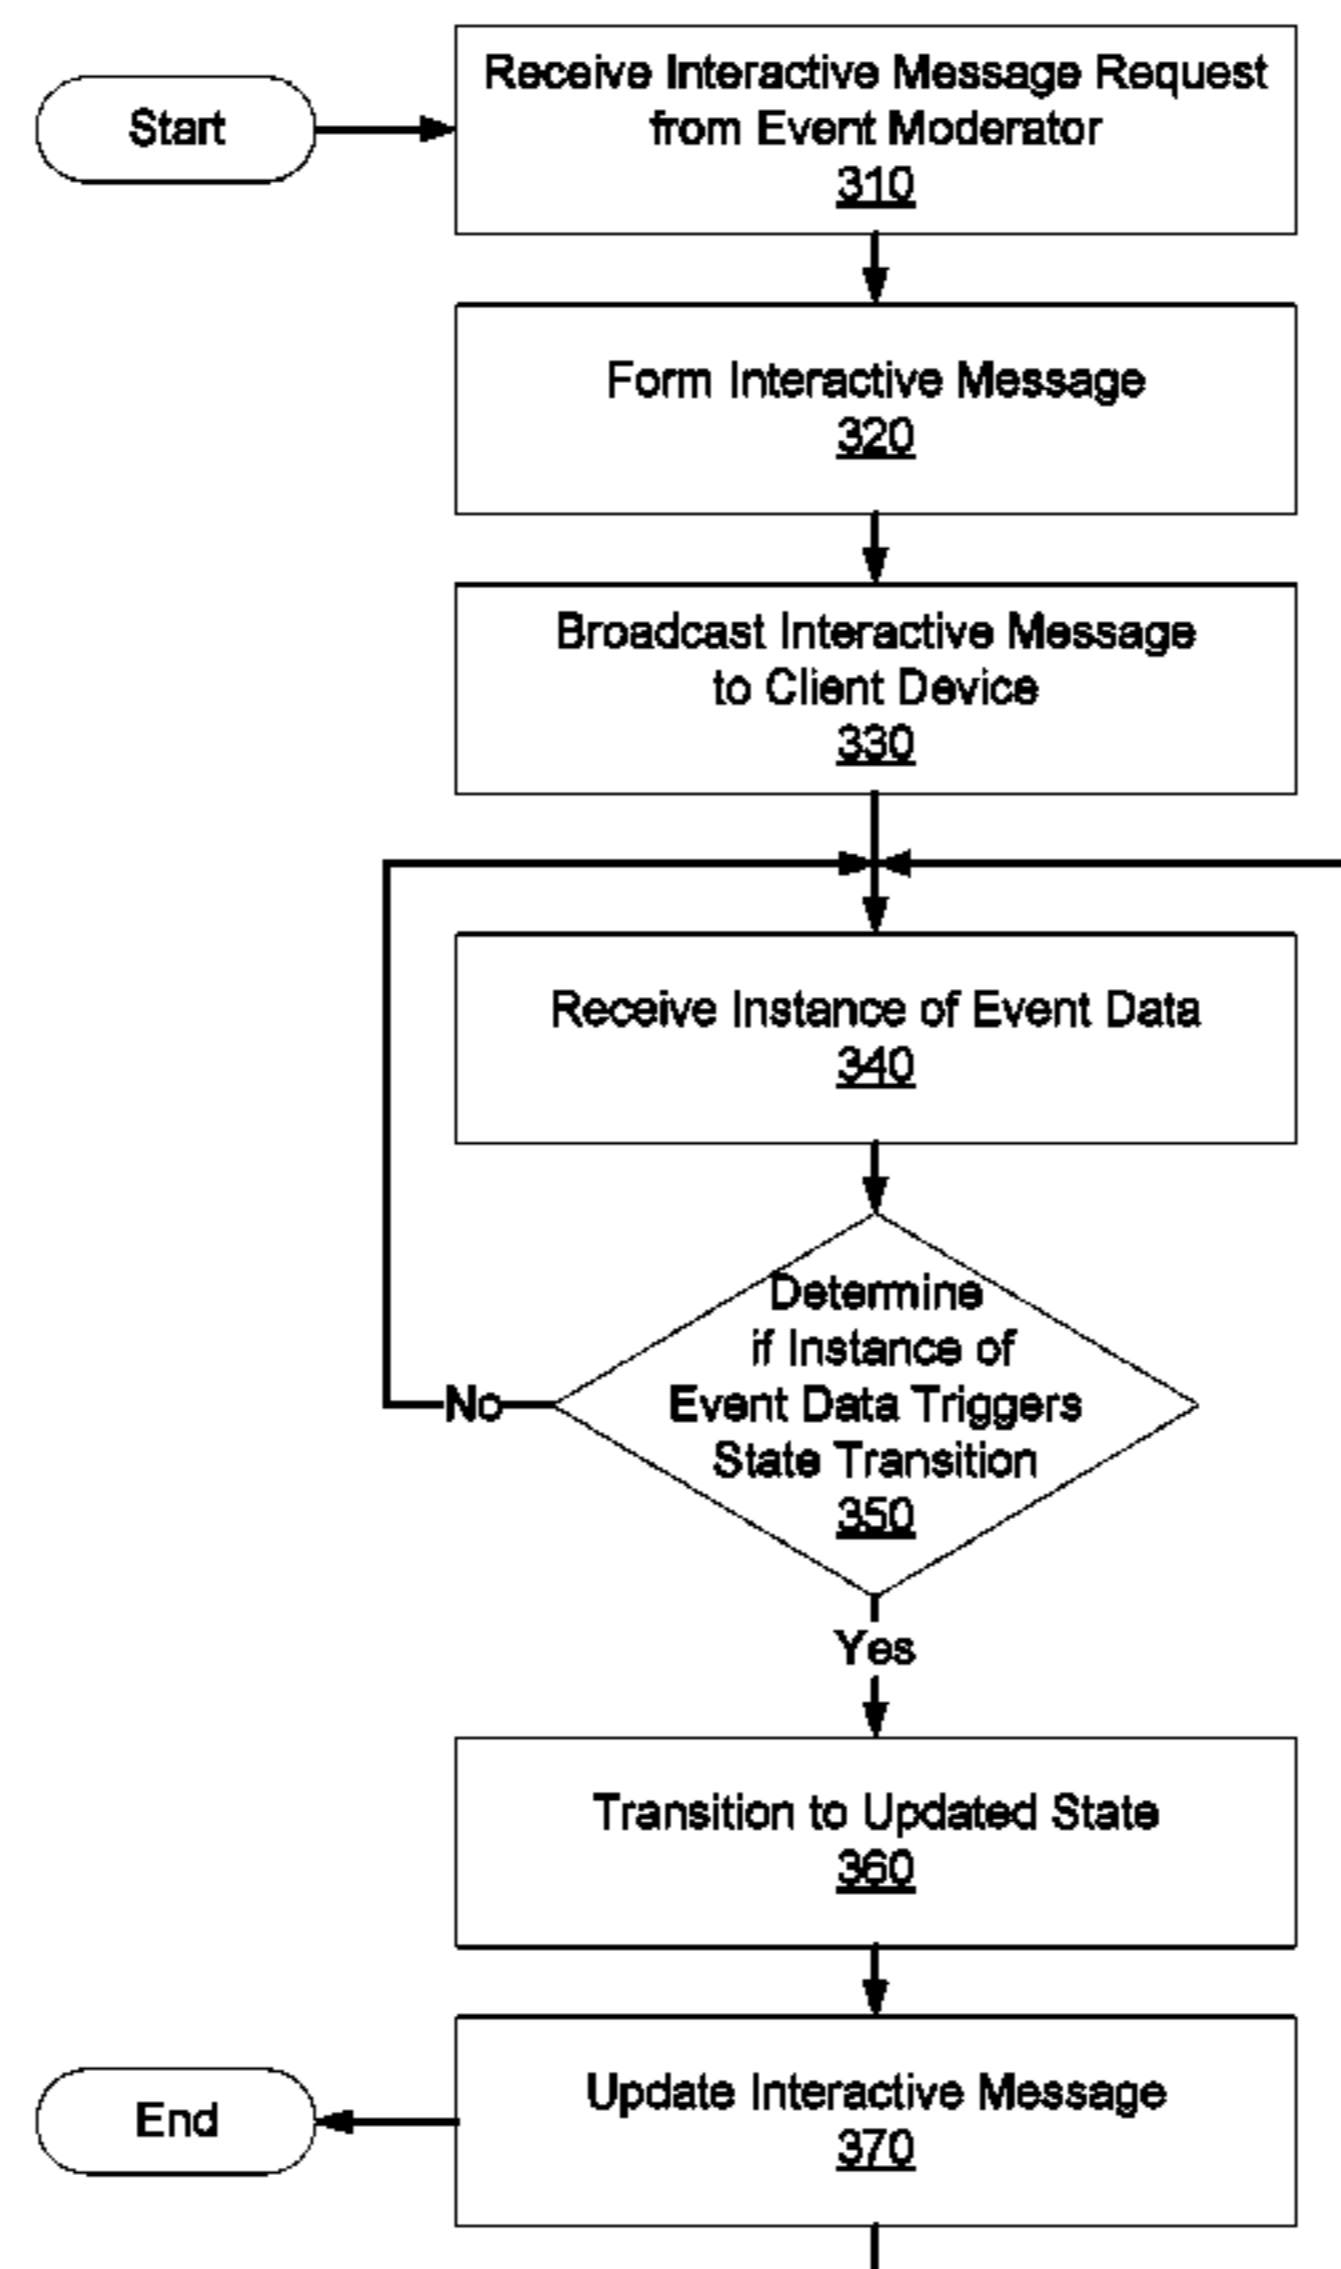 Start
Receive Interactive Message Request
from Event Moderator
310
Form Interactive Message
320
Broadcast Interactive Message
to Client Device
330
Receive Instance of Event Data
340
Determine
if Instance of
Event Data Triggers
State Transition
350
No
Yes
Transition to Updated State
360
Update Interactive Message
370
End